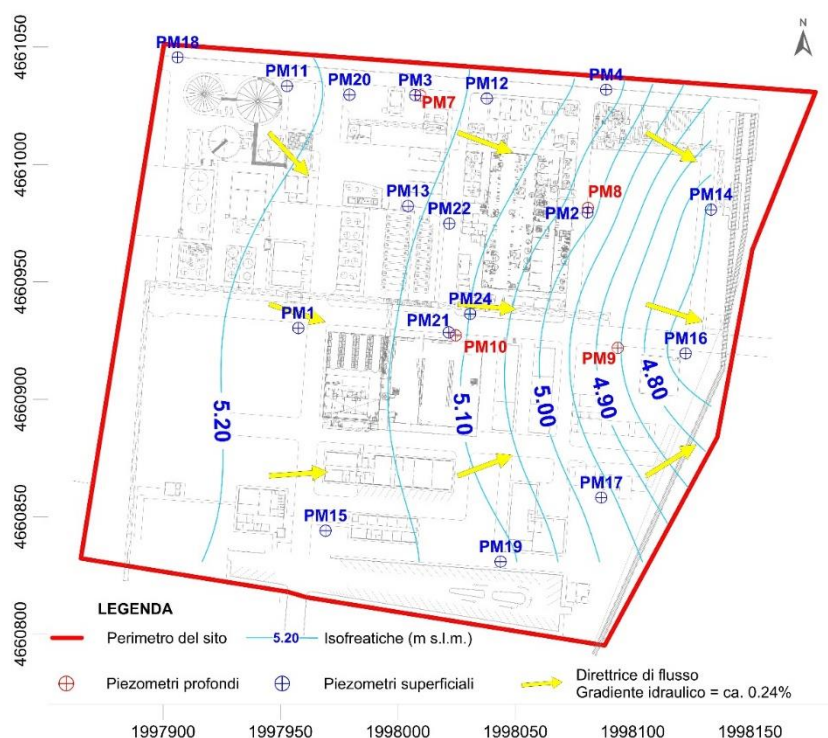 N
4661050
4661000
4660950
4660900
4660850
4660800
PM18
PM11
PM20
PM3
PM7
PM12
PM4
PM13
PM22
PM2
PM8
PM14
PM1
PM24
PM21
PM10
PM9
PM16
5.20
5.10
5.00
4.90
4.80
PM17
PM15
PM19
LEGENDA
Perimetro del sito
5.20
Isofreatiche (m s.l.m.)
Piezometri profondi
Piezometri superficiali
Direttrice di flusso
Gradiente idraulico = ca. 0.24%
1997900
1997950
1998000
1998050
1998100
1998150